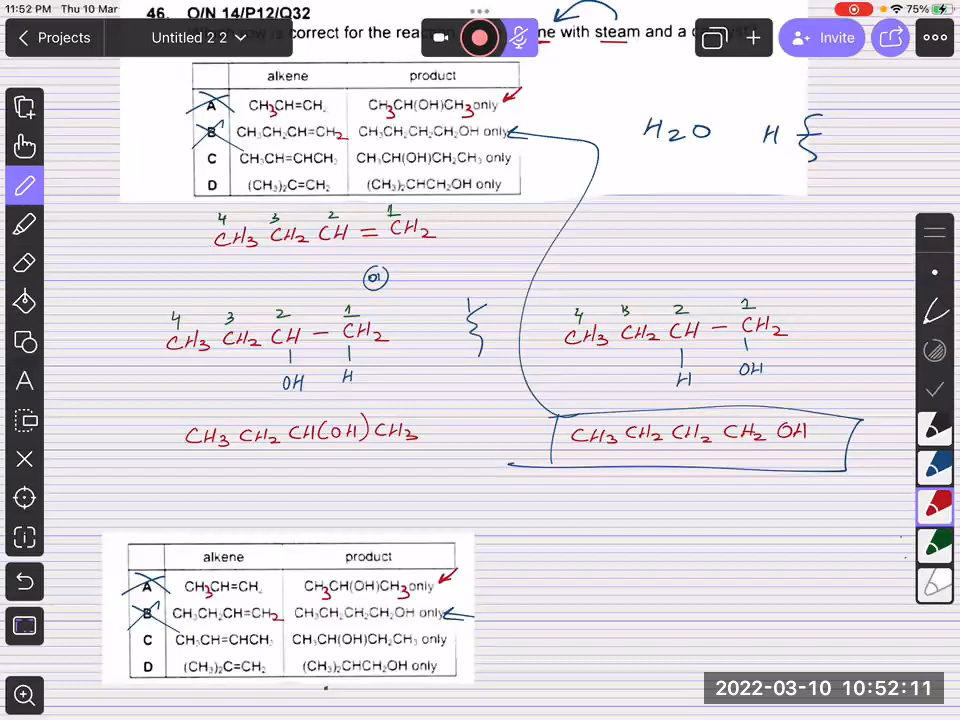 11:52 PM Thu 10 Mar
75%
46. O/N 14/P12/Q32
Projects
Untitled 2 2
Invite
row is correct for the reaction
ne with steam and a
alkene product
A CH3CH=CH2 CH3CH(OH)CH3 only
B CH3CH2CH=CH2 CH3CH2CH2CH2OH only
C CH3CH=CHCH3 CH3CH(OH)CH2CH3 only
D (CH3)2C=CH2 (CH3)2CHCH2OH only
H2O H
4 3 2 1
CH3 CH2 CH = CH2
4 3 2 1
CH3 CH2 CH – CH2
OH H
CH3 CH2 CH(OH) CH3
4 3 2 1
CH3 CH2 CH – CH2
H OH
CH3 CH2 CH2 CH2 OH
alkene product
A CH3CH=CH2 CH3CH(OH)CH3 only
B CH3CH2CH=CH2 CH3CH2CH2CH2OH only
C CH3CH=CHCH3 CH3CH(OH)CH2CH3 only
D (CH3)2C=CH2 (CH3)2CHCH2OH only
A
2022-03-10 10:52:11